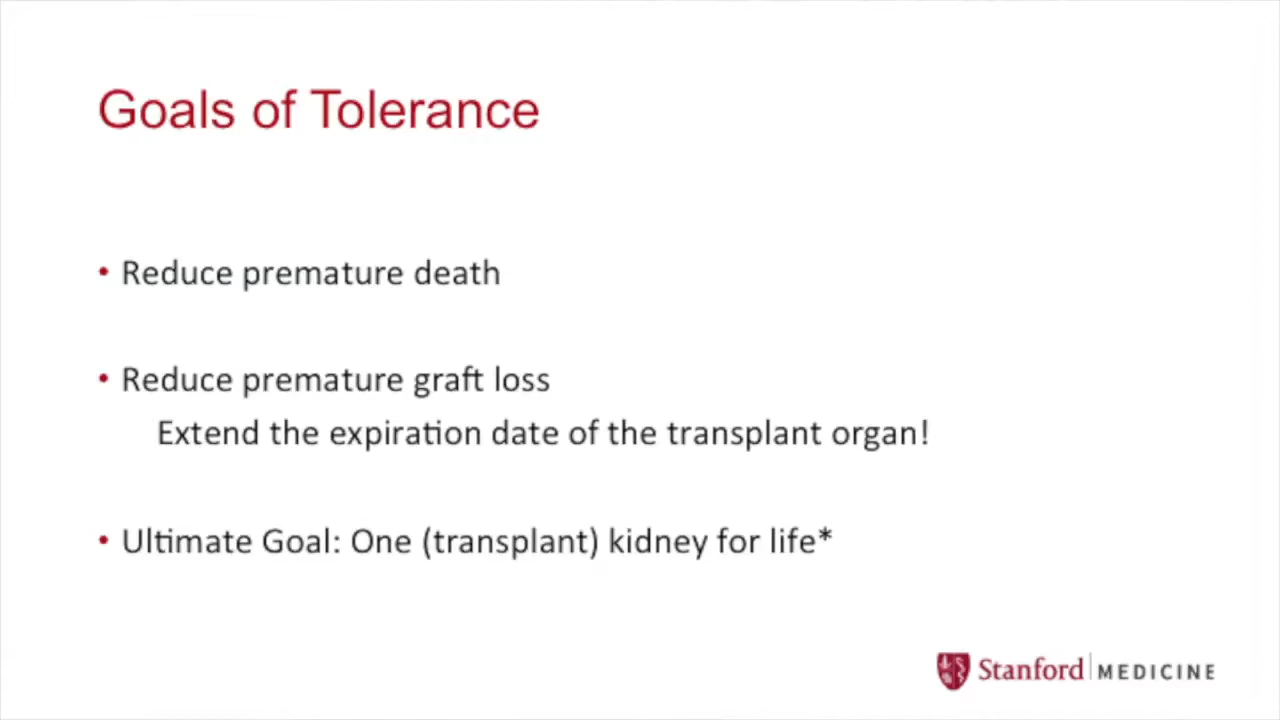 Goals of Tolerance
• Reduce premature death
• Reduce premature graft loss
Extend the expiration date of the transplant organ!
• Ultimate Goal: One (transplant) kidney for life*
Stanford MEDICINE